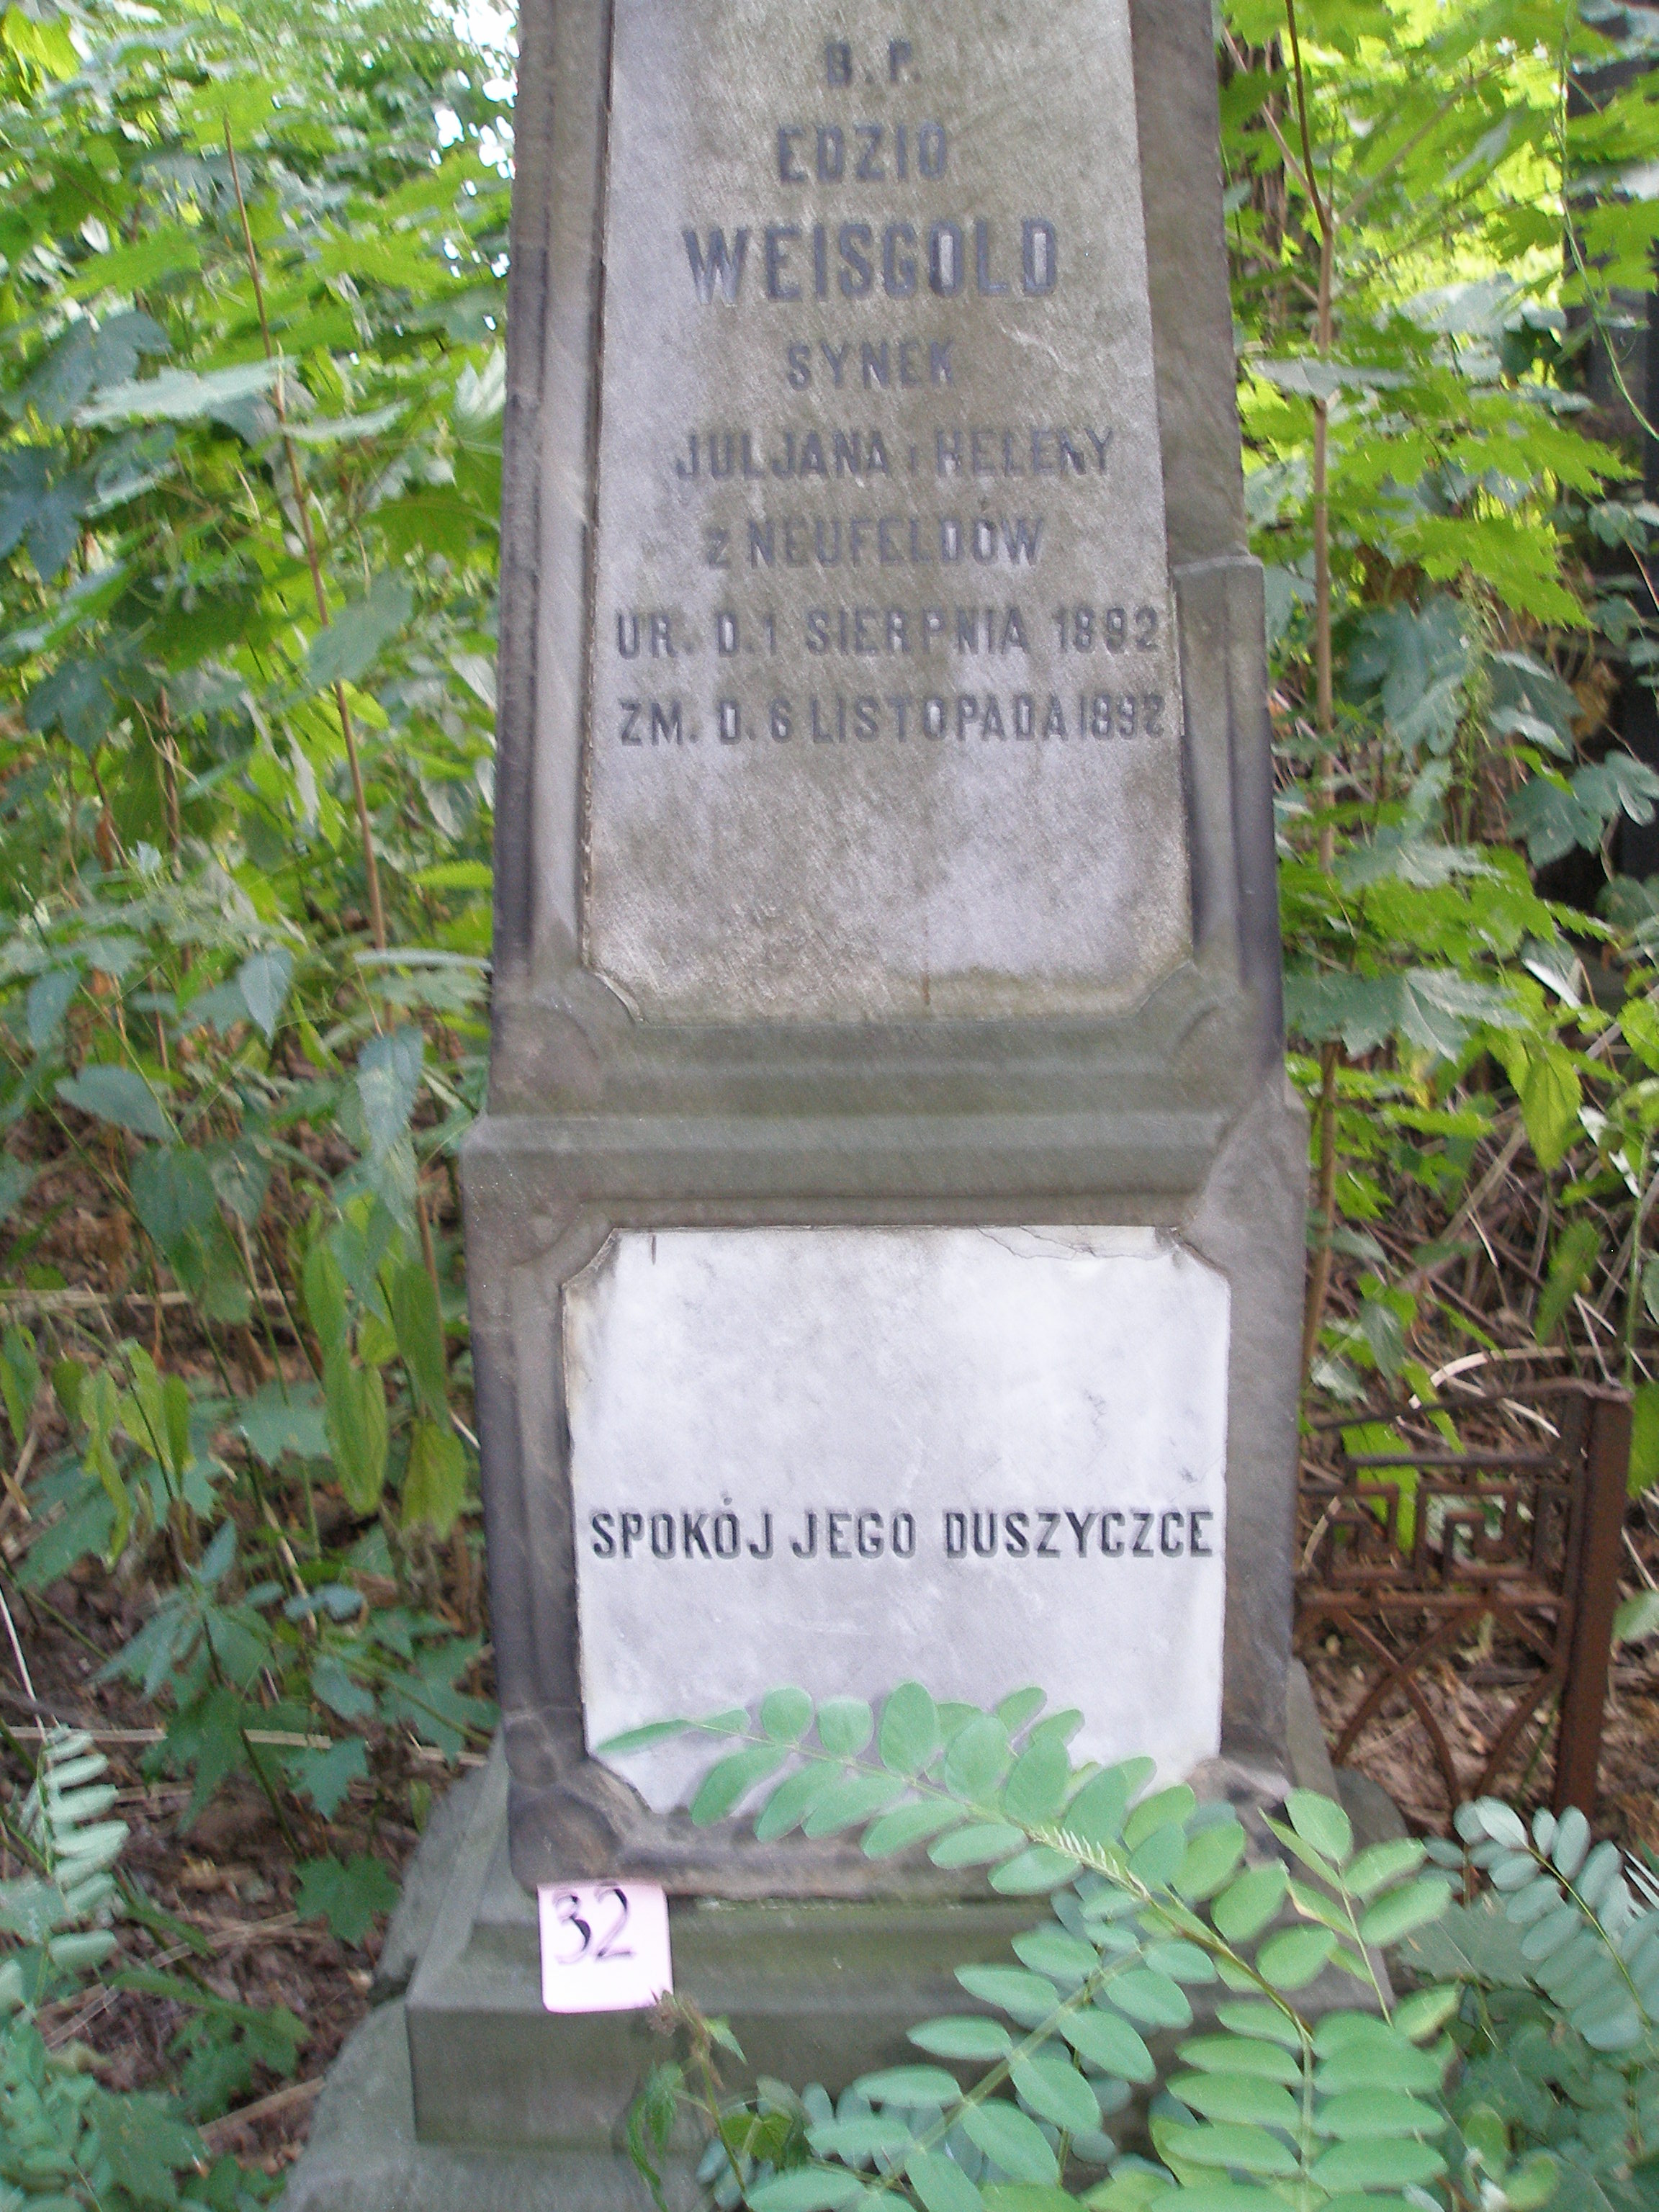 B. P.
EDZIO
WEISGOLD
SYNEK
JULJANA i HELENY
z NEUFELDÓW
UR. D. 1 SIERPNIA 1892
ZM. D. 6 LISTOPADA 1892
SPOKÓJ JEGO DUSZYCZCE
32